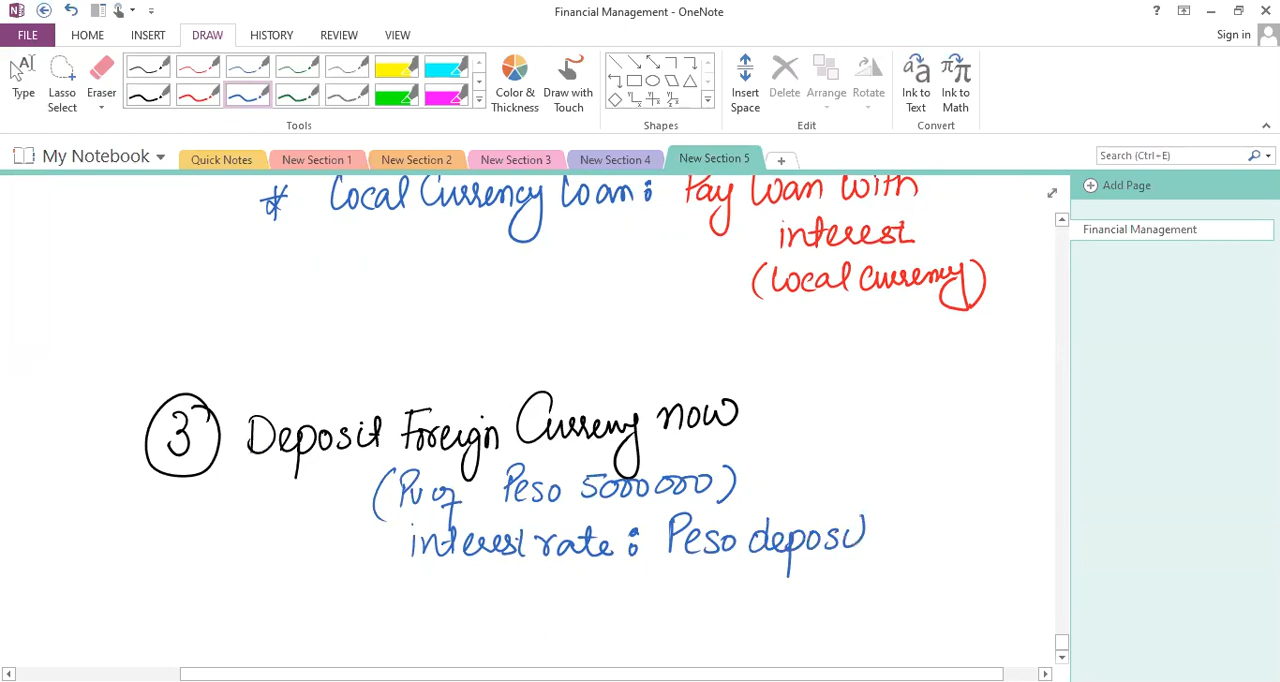 Financial Management - OneNote
Sign in
FILE HOME INSERT DRAW HISTORY REVIEW VIEW
Type Lasso Select Eraser Color & Thickness Draw with Touch Insert Space Delete Arrange Rotate Ink to Text Ink to Math
Tools Shapes Edit Convert
My Notebook Quick Notes New Section 1 New Section 2 New Section 3 New Section 4 New Section 5 Search (Ctrl+E)
Add Page
Financial Management
* Local Currency Loan : Pay Loan with
interest
(Local Currency)
3 Deposit Foreign Curreny now
(PV of Peso 5000000)
interest rate : Peso deposit